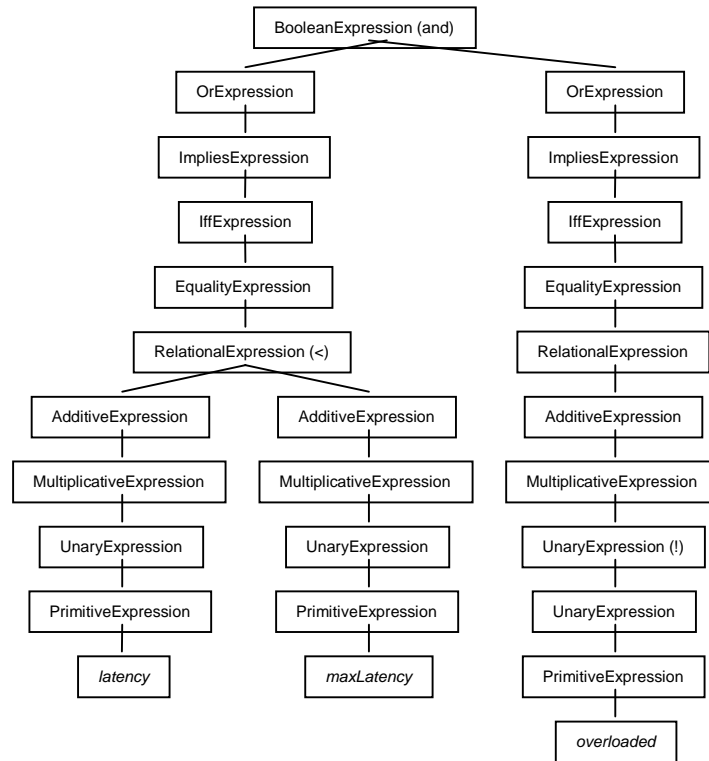 BooleanExpression (and)
OrExpression
OrExpression
ImpliesExpression
ImpliesExpression
IffExpression
IffExpression
EqualityExpression
EqualityExpression
RelationalExpression (<)
RelationalExpression
AdditiveExpression
AdditiveExpression
AdditiveExpression
MultiplicativeExpression
MultiplicativeExpression
MultiplicativeExpression
UnaryExpression
UnaryExpression
UnaryExpression (!)
PrimitiveExpression
PrimitiveExpression
UnaryExpression
latency
maxLatency
PrimitiveExpression
overloaded